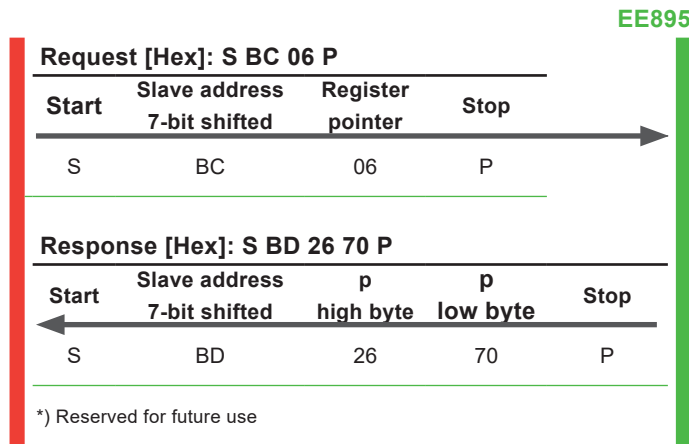 EE895
Request [Hex]: S BC 06 P
Start Slave address 7-bit shifted Register pointer Stop
S BC 06 P
Response [Hex]: S BD 26 70 P
Start Slave address 7-bit shifted p high byte p low byte Stop
S BD 26 70 P
*) Reserved for future use